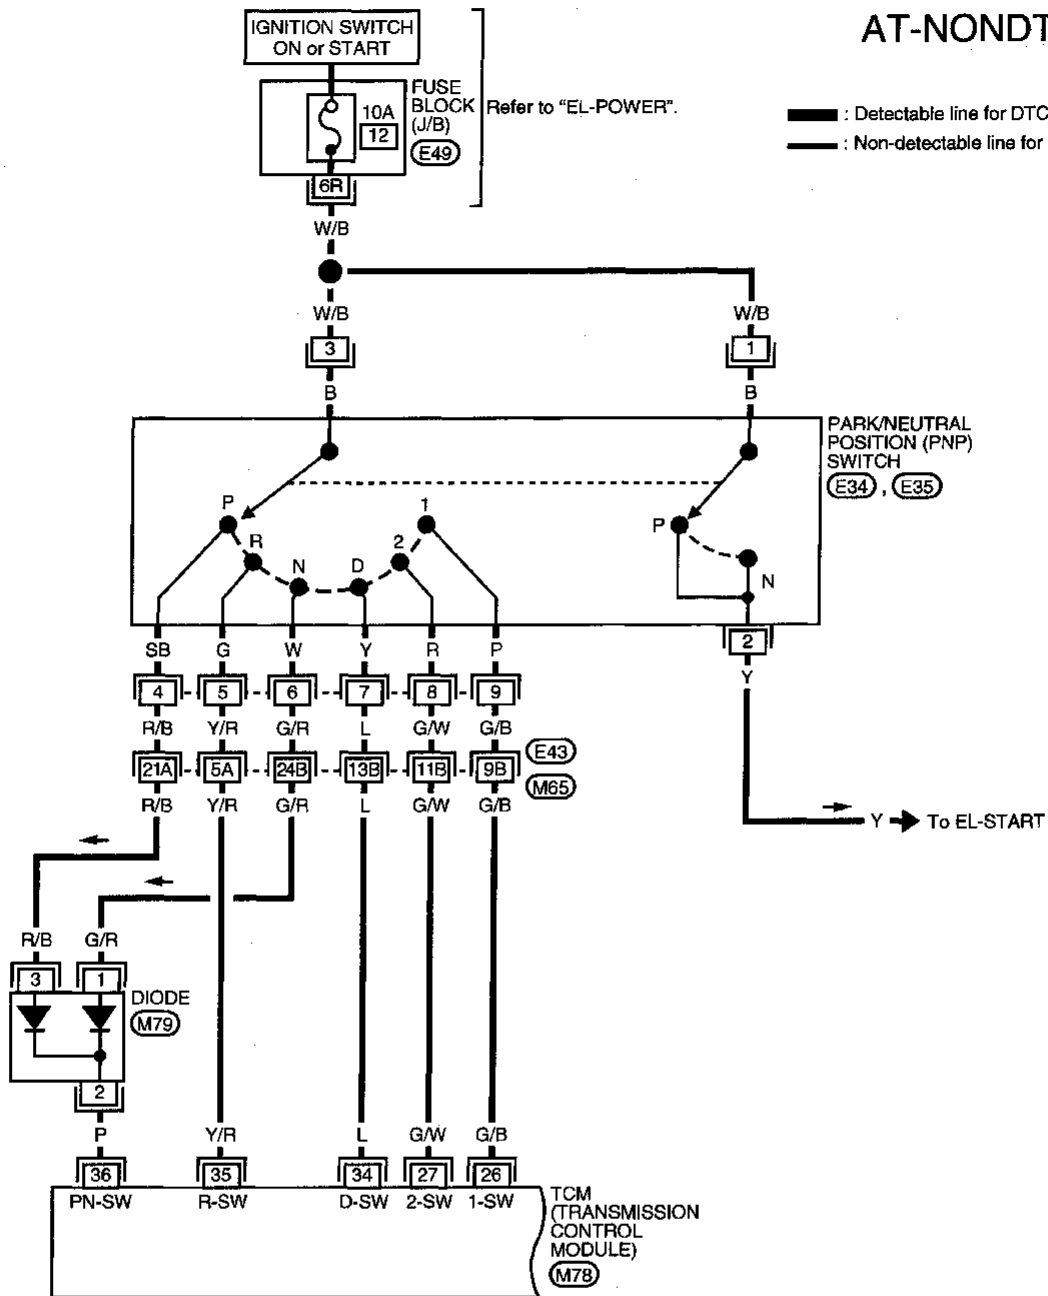 IGNITION SWITCH
ON or START
AT-NONDT
FUSE
BLOCK
(J/B)
E49
10A
12
Refer to "EL-POWER".
: Detectable line for DTC
: Non-detectable line for
6R
W/B
W/B
W/B
3
1
B
B
PARK/NEUTRAL
POSITION (PNP)
SWITCH
E34 , E35
P
R
N
D
2
1
P
N
SB G W Y R P
2
4 5 6 7 8 9
Y
R/B Y/R G/R L G/W G/B
E43
21A 5A 24B 13B 11B 9B
M65
R/B Y/R G/R L G/W G/B
Y
To EL-START
R/B G/R
3 1
DIODE
M79
2
P Y/R L G/W G/B
36 35 34 27 26
PN-SW R-SW D-SW 2-SW 1-SW
TCM
(TRANSMISSION
CONTROL
MODULE)
M78